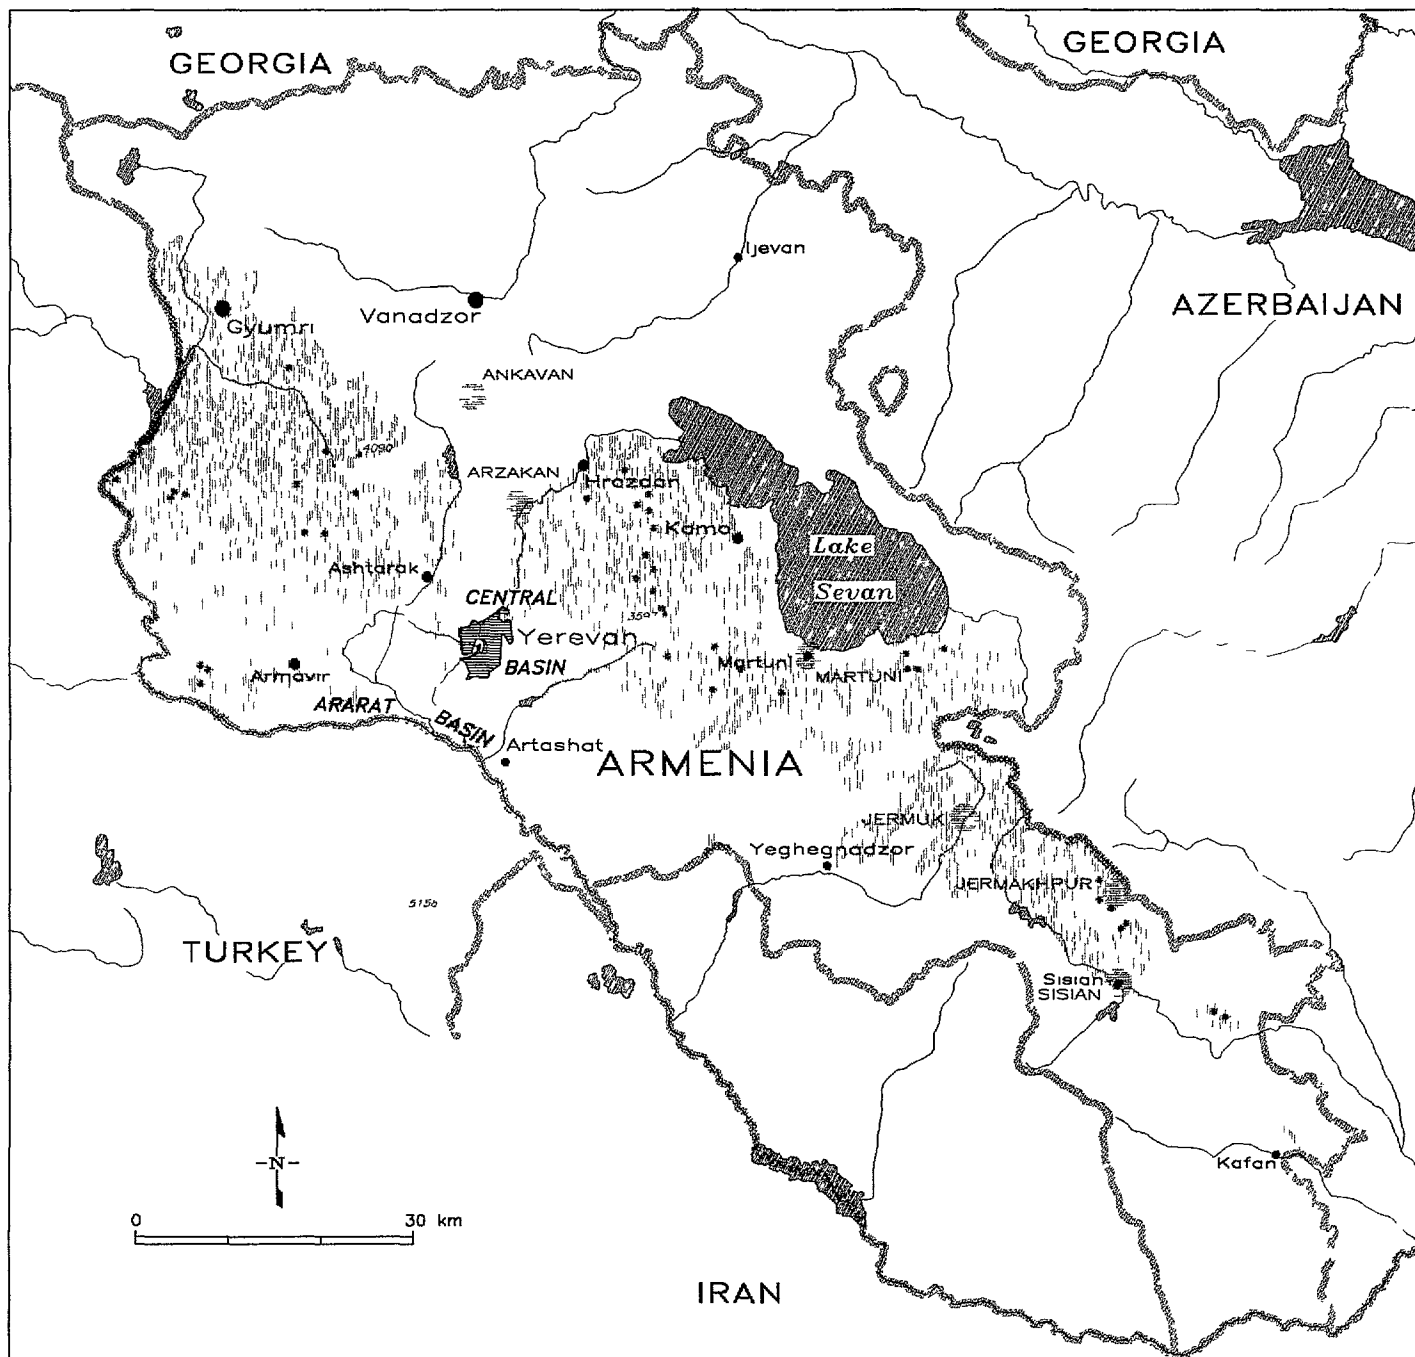 GEORGIA
GEORGIA
Ijevan
AZERBAIJAN
Vanadzor
Gyumri
ANKAVAN
4090
ARZAKAN
Hrazdan
Kamo
Lake
Sevan
Ashtarak
CENTRAL
Yerevan
BASIN
Martuni
MARTUNI
Armavir
ARARAT
BASIN
Artashat
ARMENIA
JERMUK
Yeghegnadzor
JERMAKHPUR
TURKEY
Sisian
SISIAN
-N-
Kafan
0 30 km
IRAN